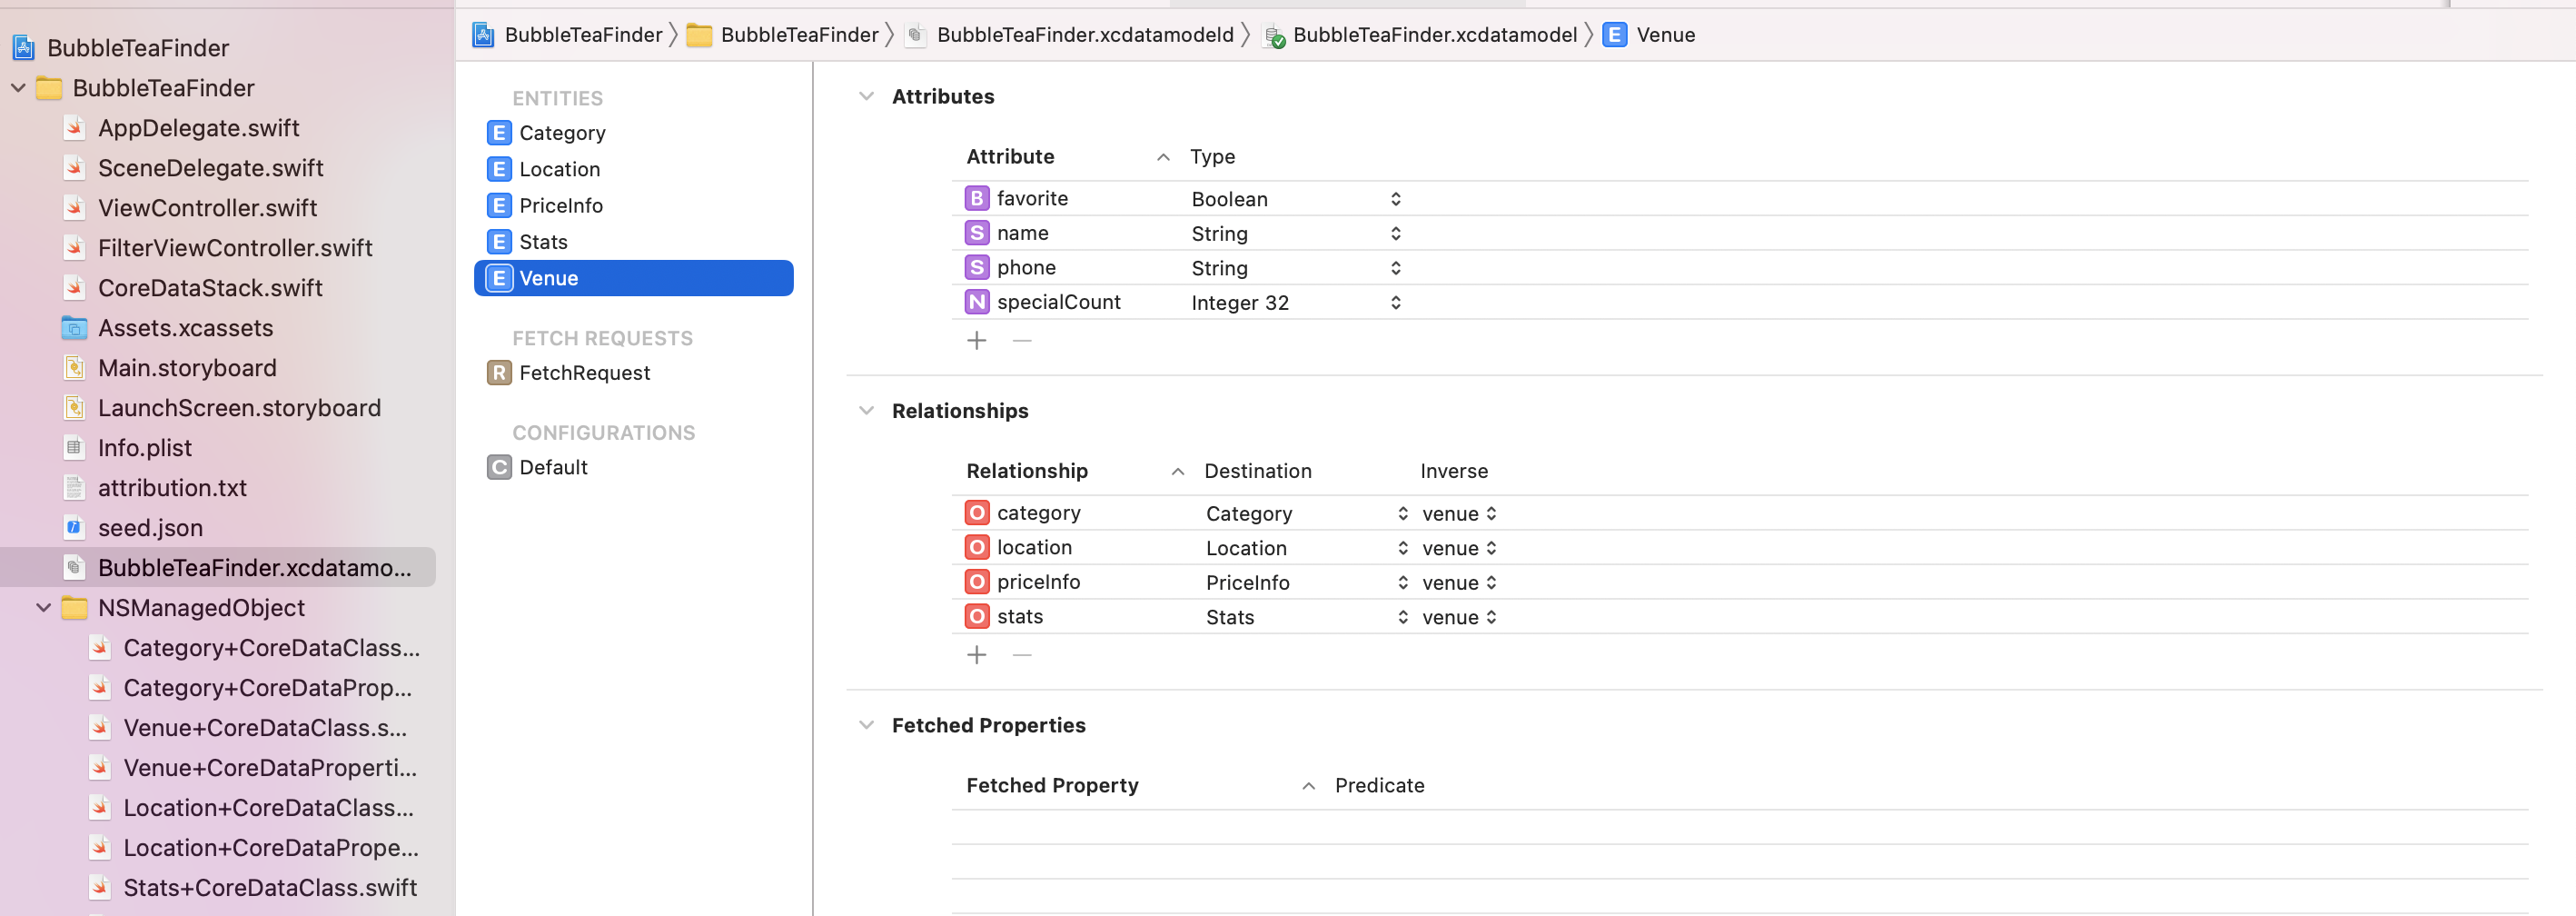 BubbleTeaFinder
BubbleTeaFinder
AppDelegate.swift
SceneDelegate.swift
ViewController.swift
FilterViewController.swift
CoreDataStack.swift
Assets.xcassets
Main.storyboard
LaunchScreen.storyboard
Info.plist
attribution.txt
seed.json
BubbleTeaFinder.xcdatamo...
NSManagedObject
Category+CoreDataClass...
Category+CoreDataProp...
Venue+CoreDataClass.s...
Venue+CoreDataProperti...
Location+CoreDataClass...
Location+CoreDataPrope...
Stats+CoreDataClass.swift
BubbleTeaFinder BubbleTeaFinder BubbleTeaFinder.xcdatamodeld BubbleTeaFinder.xcdatamodel E Venue
ENTITIES
E Category
E Location
E PriceInfo
E Stats
E Venue
FETCH REQUESTS
R FetchRequest
CONFIGURATIONS
C Default
Attributes
Attribute Type
B favorite Boolean
S name String
S phone String
N specialCount Integer 32
Relationships
Relationship Destination Inverse
O category Category venue
O location Location venue
O priceInfo PriceInfo venue
O stats Stats venue
Fetched Properties
Fetched Property Predicate